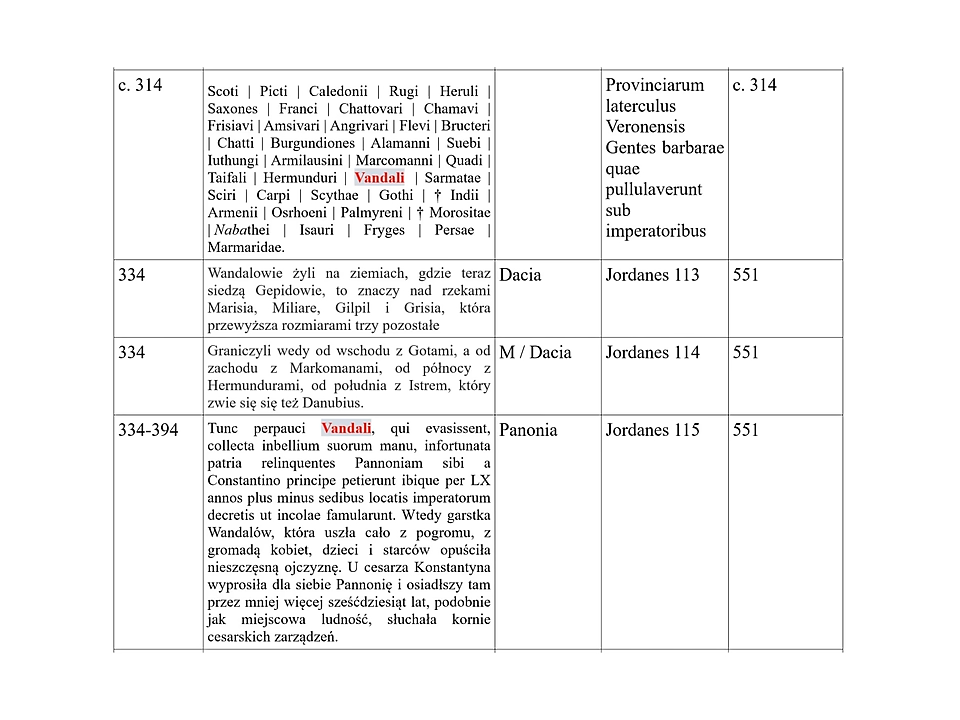 c. 314
Scoti | Picti | Caledonii | Rugi | Heruli |
Saxones | Franci | Chattovari | Chamavi |
Frisiavi | Amsivari | Angrivari | Flevi | Bructeri
| Chatti | Burgundiones | Alamanni | Suebi |
Iuthungi | Armilausini | Marcomanni | Quadi |
Taifali | Hermunduri | Vandali | Sarmatae |
Sciri | Carpi | Scythae | Gothi | † Indii |
Armenii | Osrhoeni | Palmyreni | † Morositae
| Nabathei | Isauri | Fryges | Persae |
Marmaridae.
Provinciarum
laterculus
Veronensis
Gentes barbarae
quae
pullulaverunt
sub
imperatoribus
c. 314
334
Wandalowie żyli na ziemiach, gdzie teraz
siedzą Gepidowie, to znaczy nad rzekami
Marisia, Miliare, Gilpil i Grisia, która
przewyższa rozmiarami trzy pozostałe
Dacia
Jordanes 113
551
334
Graniczyli wedy od wschodu z Gotami, a od
zachodu z Markomanami, od północy z
Hermundurami, od południa z Istrem, który
zwie się się też Danubius.
M / Dacia
Jordanes 114
551
334-394
Tunc perpauci Vandali, qui evasissent,
collecta inbellium suorum manu, infortunata
patria relinquentes Pannoniam sibi a
Constantino principe petierunt ibique per LX
annos plus minus sedibus locatis imperatorum
decretis ut incolae famularunt. Wtedy garstka
Wandalów, która uszła cało z pogromu, z
gromadą kobiet, dzieci i starców opuściła
nieszczęsną ojczyznę. U cesarza Konstantyna
wyprosiła dla siebie Pannonię i osiadłszy tam
przez mniej więcej sześćdziesiąt lat, podobnie
jak miejscowa ludność, słuchała kornie
cesarskich zarządzeń.
Panonia
Jordanes 115
551